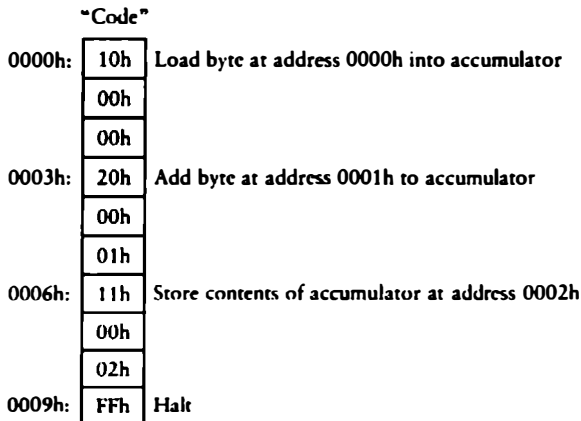 "Code"
0000h: 10h Load byte at address 0000h into accumulator
00h
00h
0003h: 20h Add byte at address 0001h to accumulator
00h
01h
0006h: 11h Store contents of accumulator at address 0002h
00h
02h
0009h: FFh Halt